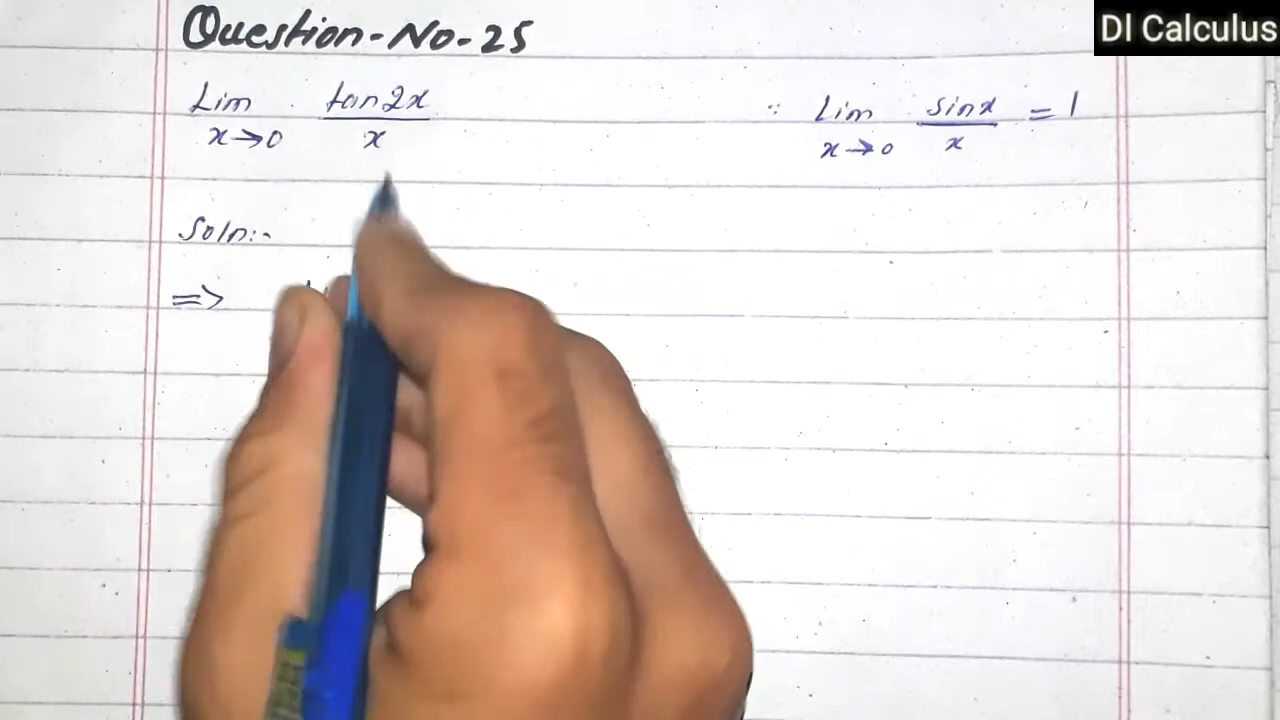 DI Calculus
Question-No-25
Lim x→0 tan2x/x
∵ Lim x→0 sinx/x = 1
Soln:-
=>